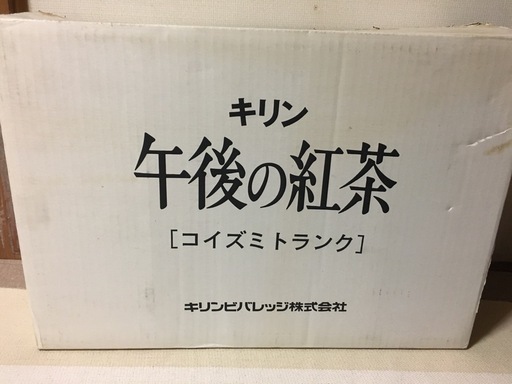 キリン
午後の紅茶
[コイズミトランク]
キリンビバレッジ株式会社